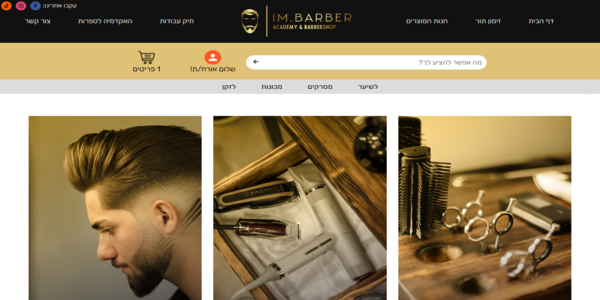 עקבו אחרינו:
דף הבית
זימון תור
חנות המוצרים
IM.BARBER
ACADEMY & BARBERSHOP
תיק עבודות
האקדמיה לספרות
צור קשר
מה אפשר להציע לך?
שלום אורח/ת!
1 פריטים
לשיער
מסרקים
מכונות
לזקן